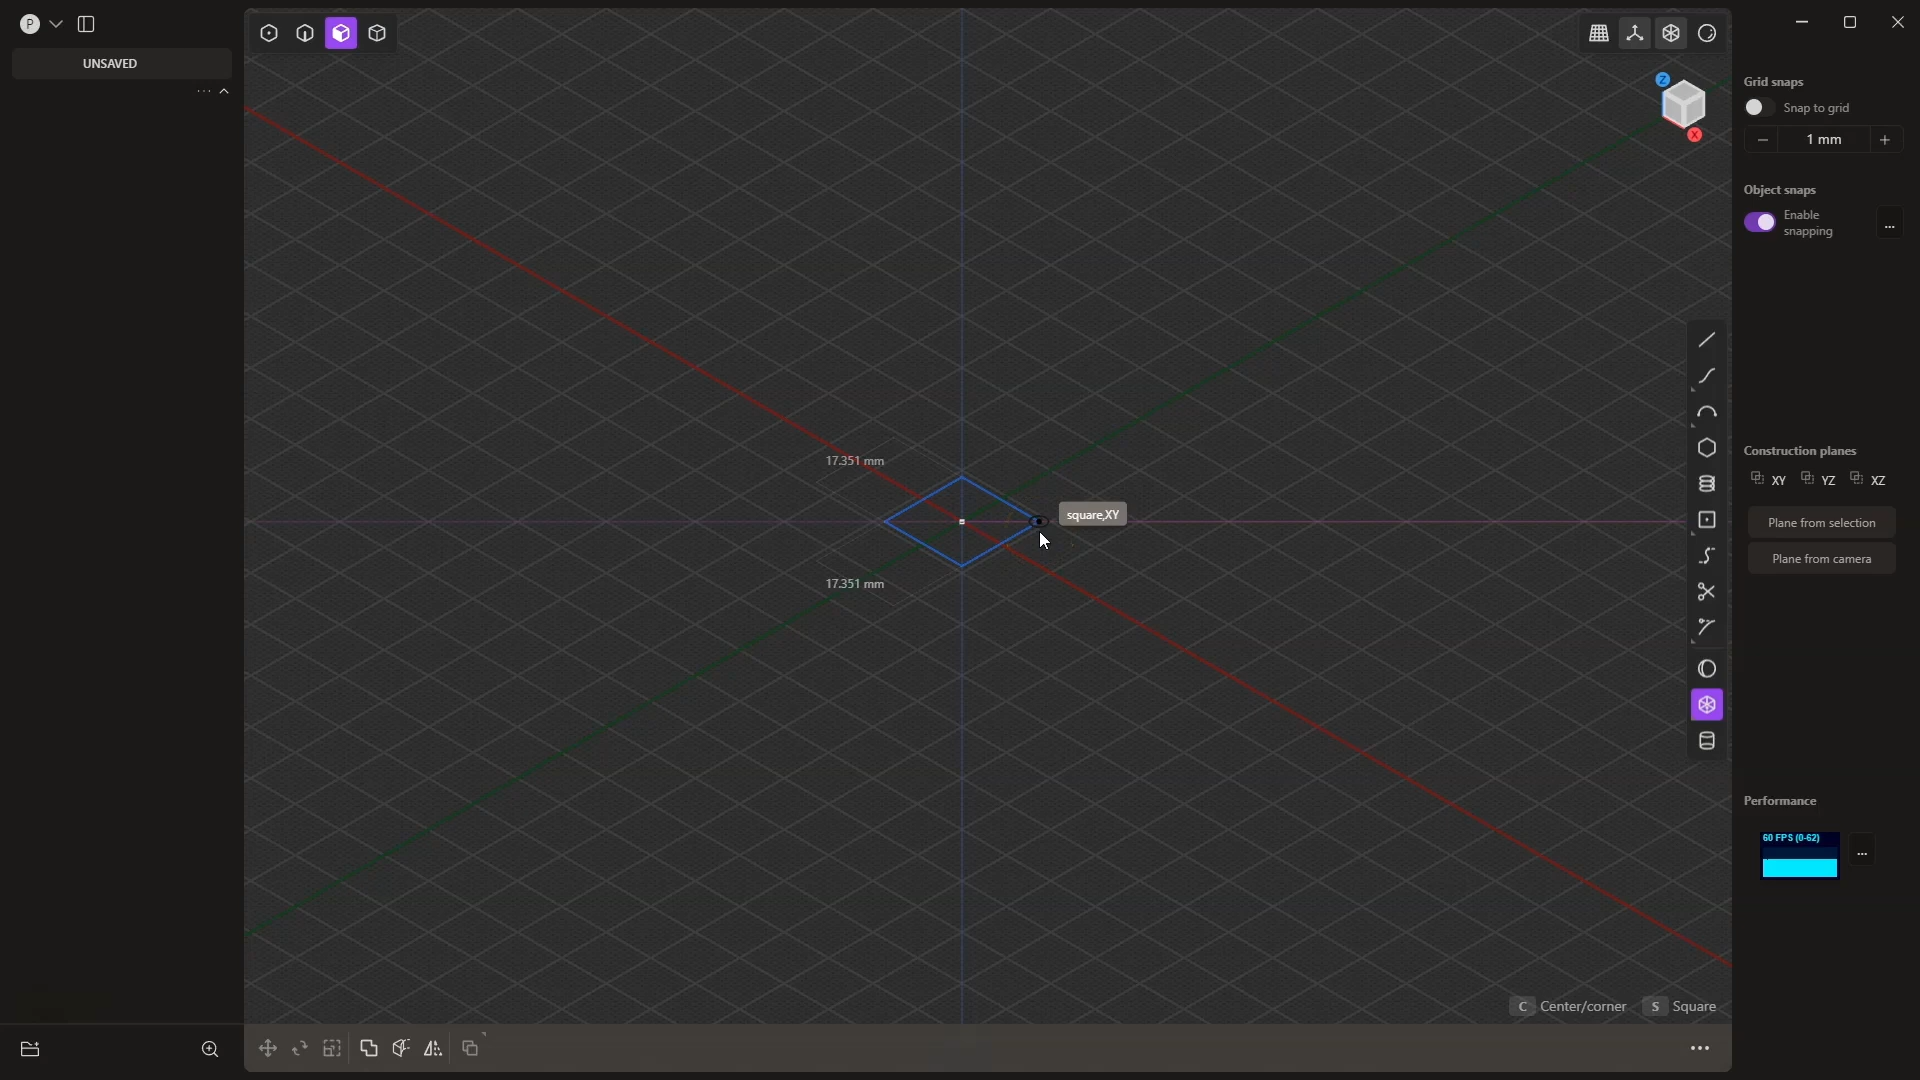 P
UNSAVED
...
Z
X
Grid snaps
Snap to grid
1 mm
Object snaps
Enable
snapping
...
17.351 mm
square,XY
17.351 mm
Construction planes
XY YZ XZ
Plane from selection
Plane from camera
Performance
60 FPS (0-62)
...
C Center/corner S Square
...